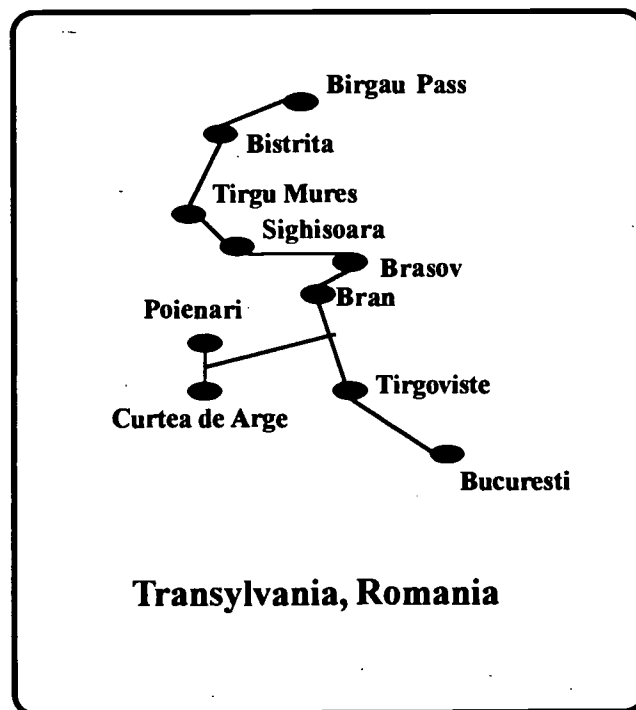 Birgau Pass
Bistrita
Tirgu Mures
Sighisoara
Brasov
Bran
Poienari
Tirgoviste
Curtea de Arge
Bucuresti
Transylvania, Romania